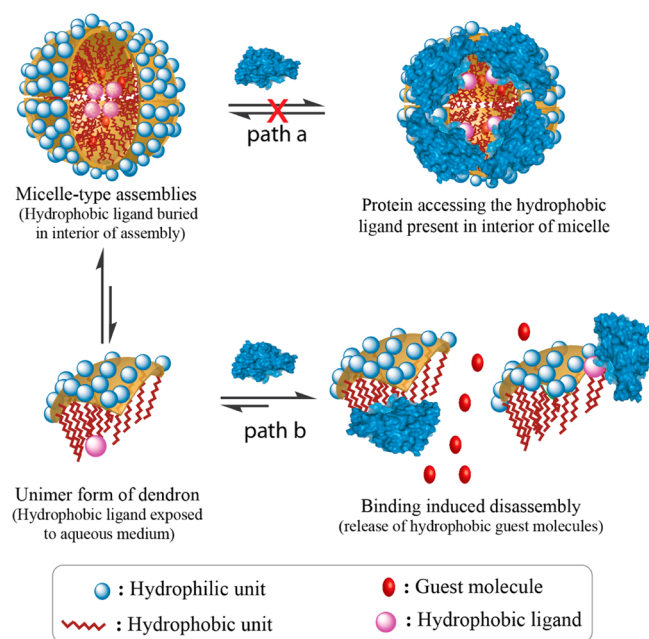 path a
Micelle-type assemblies
(Hydrophobic ligand buried
in interior of assembly)
Protein accessing the hydrophobic
ligand present in interior of micelle
path b
Unimer form of dendron
(Hydrophobic ligand exposed
to aqueous medium)
Binding induced disassembly
(release of hydrophobic guest molecules)
: Hydrophilic unit
: Guest molecule
: Hydrophobic unit
: Hydrophobic ligand